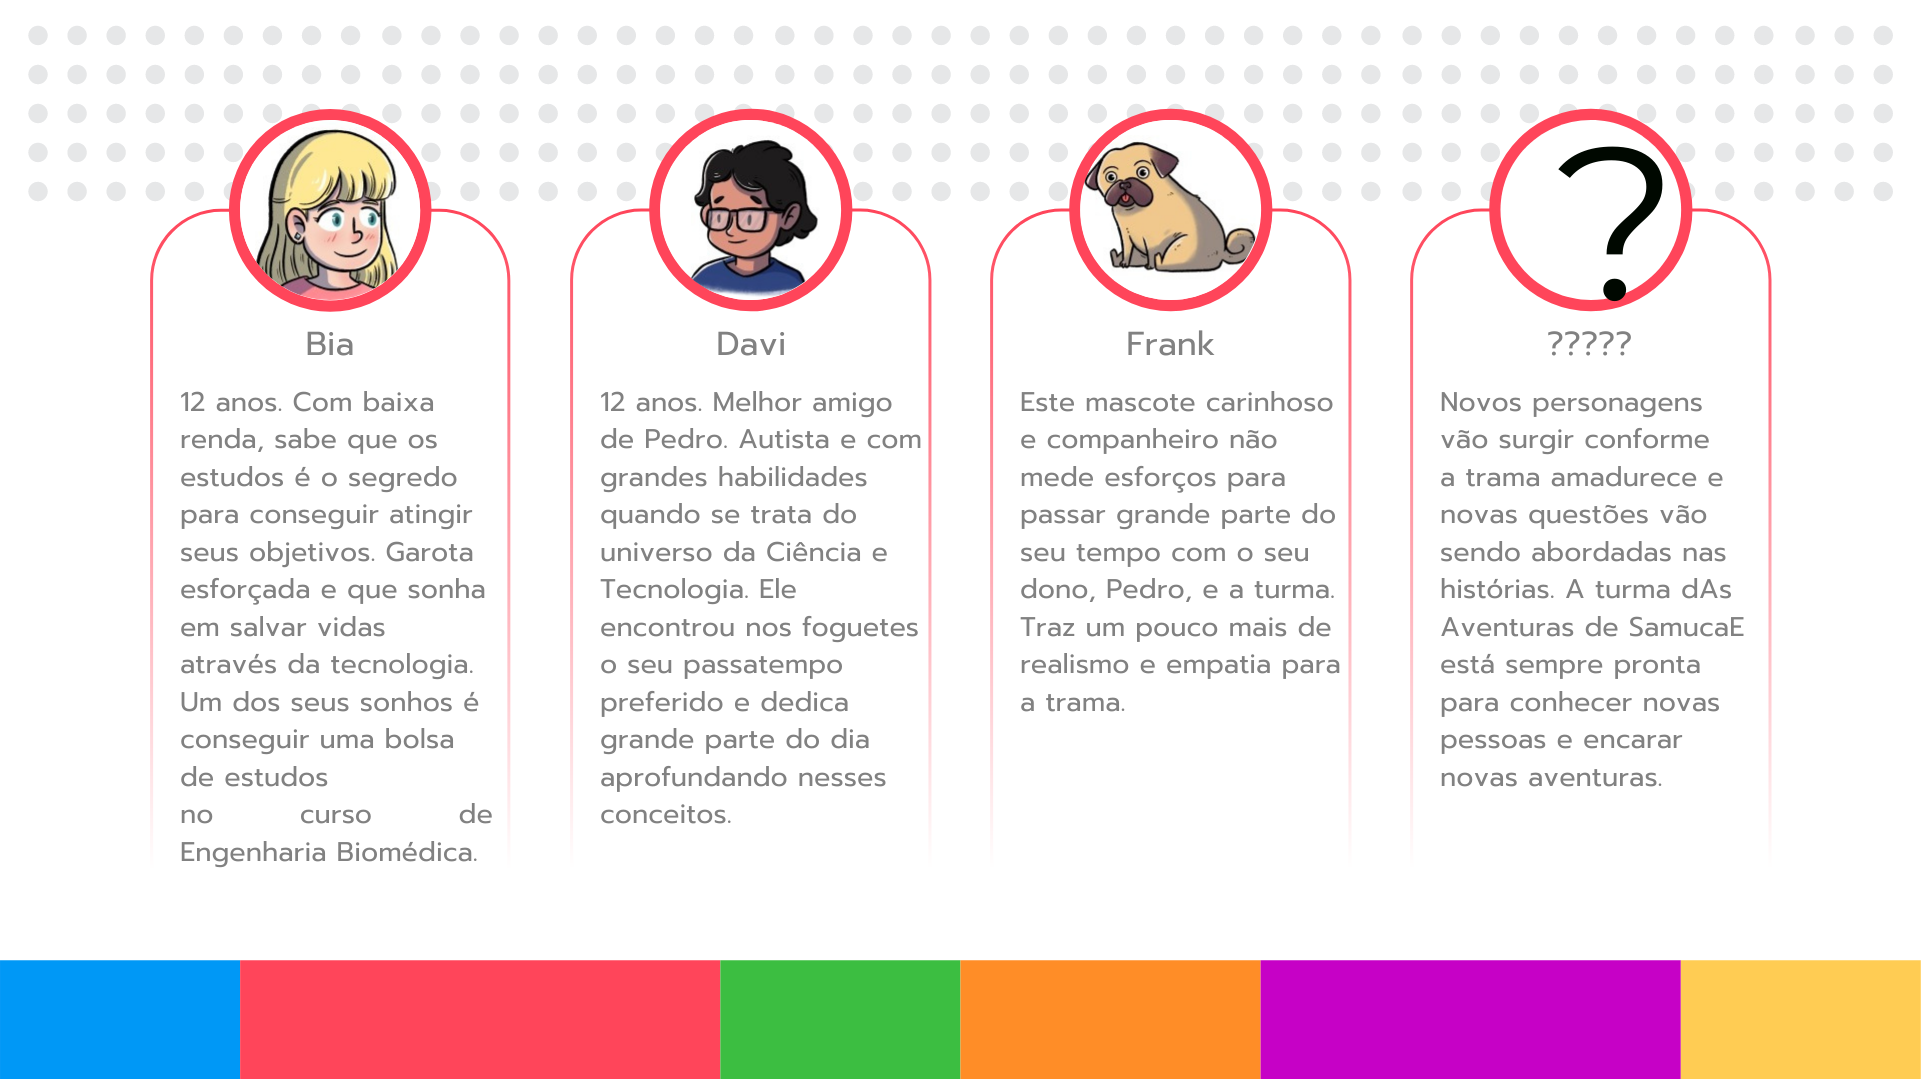 ?
Bia
12 anos. Com baixa
renda, sabe que os
estudos é o segredo
para conseguir atingir
seus objetivos. Garota
esforçada e que sonha
em salvar vidas
através da tecnologia.
Um dos seus sonhos é
conseguir uma bolsa
de estudos
no curso de
Engenharia Biomédica.
Davi
12 anos. Melhor amigo
de Pedro. Autista e com
grandes habilidades
quando se trata do
universo da Ciência e
Tecnologia. Ele
encontrou nos foguetes
o seu passatempo
preferido e dedica
grande parte do dia
aprofundando nesses
conceitos.
Frank
Este mascote carinhoso
e companheiro não
mede esforços para
passar grande parte do
seu tempo com o seu
dono, Pedro, e a turma.
Traz um pouco mais de
realismo e empatia para
a trama.
?????
Novos personagens
vão surgir conforme
a trama amadurece e
novas questões vão
sendo abordadas nas
histórias. A turma dAs
Aventuras de SamucaE
está sempre pronta
para conhecer novas
pessoas e encarar
novas aventuras.